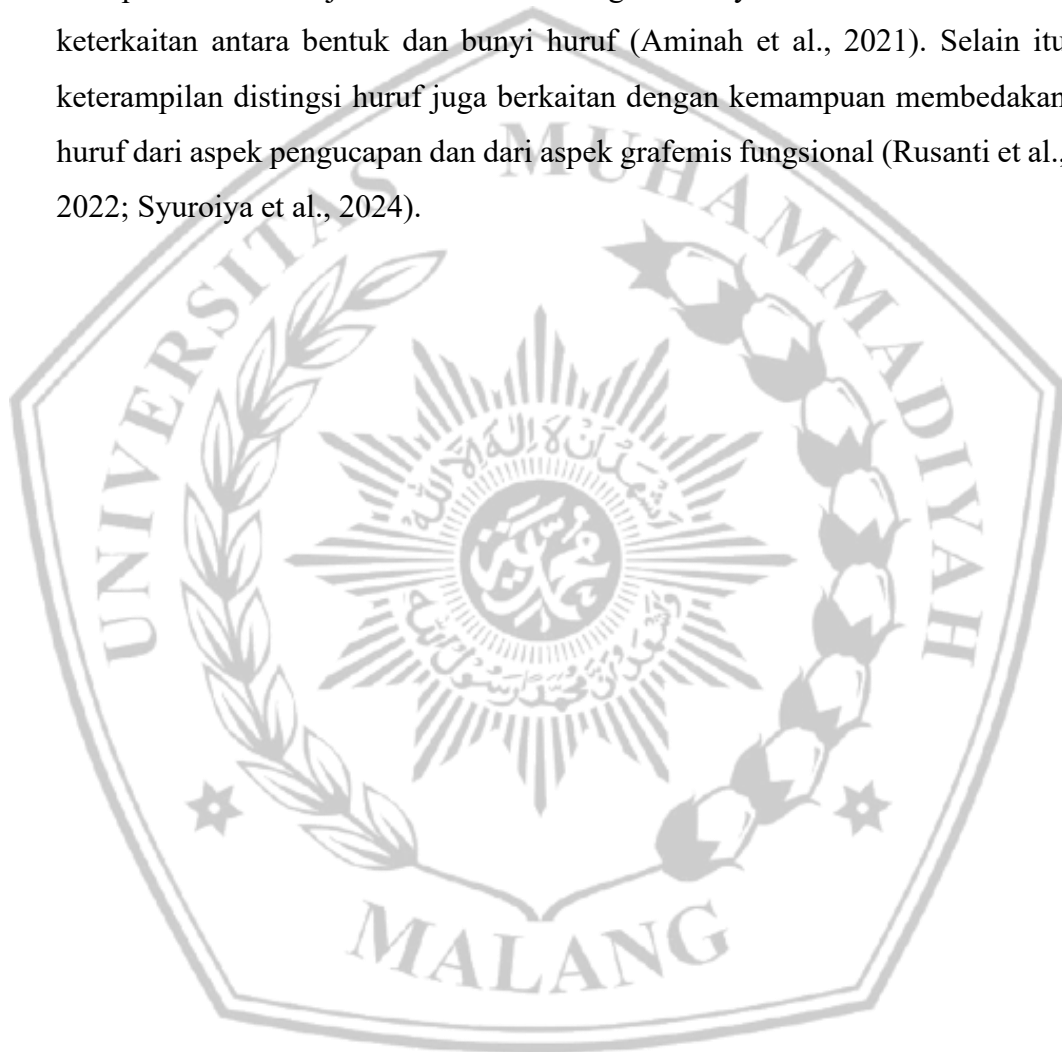 keterkaitan antara bentuk dan bunyi huruf (Aminah et al., 2021). Selain itu
keterampilan distingsi huruf juga berkaitan dengan kemampuan membedakan
huruf dari aspek pengucapan dan dari aspek grafemis fungsional (Rusanti et al.,
2022; Syuroiya et al., 2024).
UNIVERSITAS MUHAMMADIYAH
MALANG